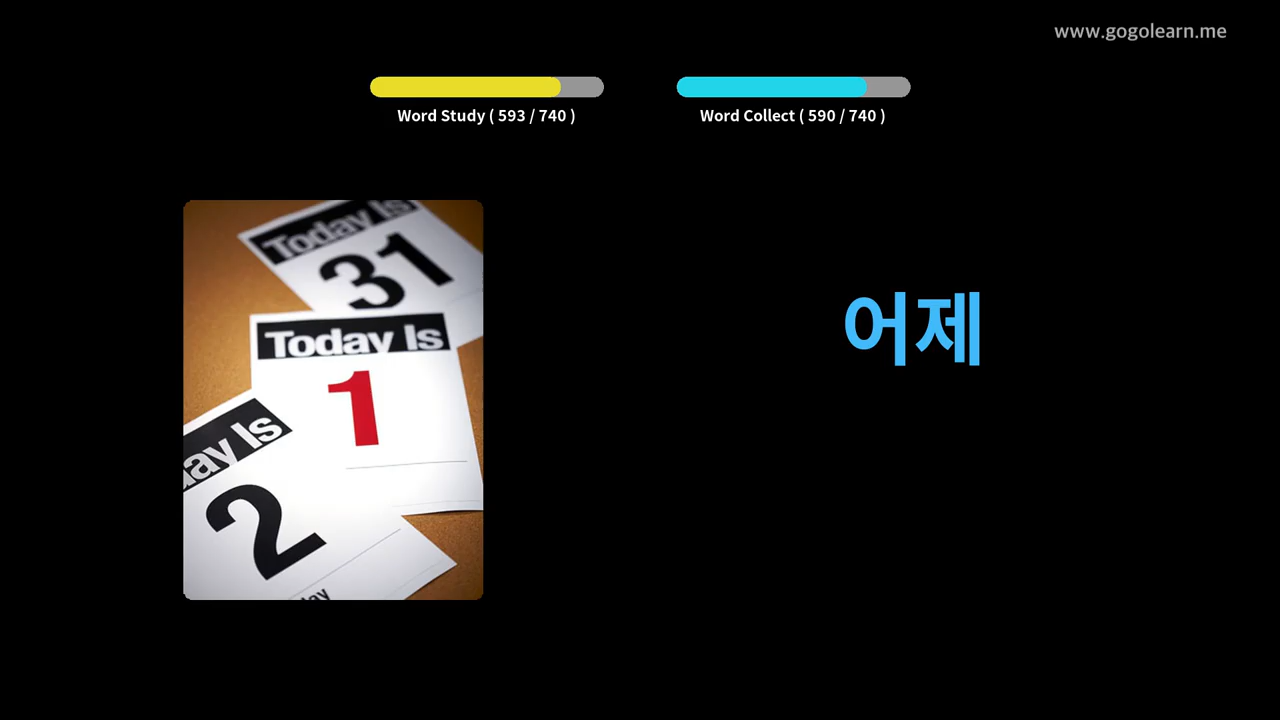 www.gogolearn.me
Word Study ( 593 / 740 )
Word Collect ( 590 / 740 )
Today Is
31
Today Is
1
ay Is
2
ay
어제